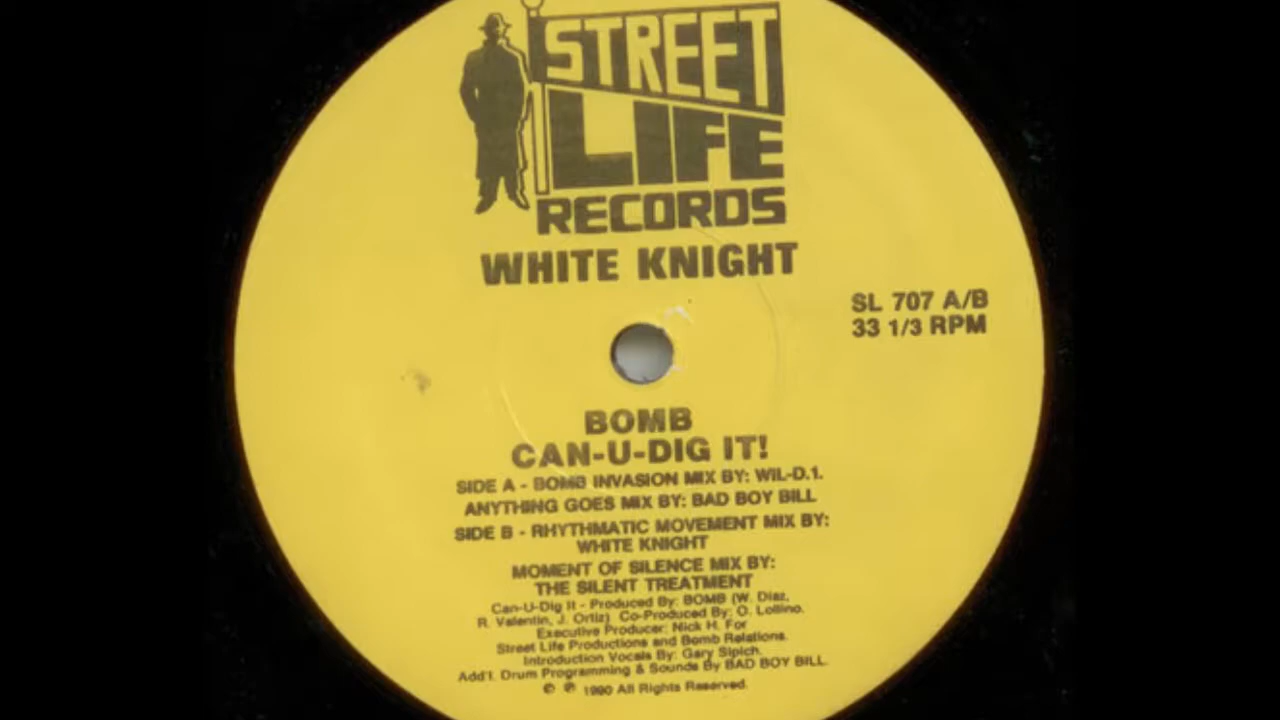 STREET
LIFE
RECORDS
WHITE KNIGHT
SL 707 A/B
33 1/3 RPM
BOMB
CAN-U-DIG IT!
SIDE A - BOMB INVASION MIX BY: WIL-D.1.
ANYTHING GOES MIX BY: BAD BOY BILL
SIDE B - RHYTHMATIC MOVEMENT MIX BY:
WHITE KNIGHT
MOMENT OF SILENCE MIX BY:
THE SILENT TREATMENT
Can-U-Dig It - Produced By: BOMB (W. Diaz,
R. Valentin, J. Ortiz) Co-Produced By: O. Lollino.
Executive Producer: Nick H. For
Street Life Productions and Bomb Relations.
Introduction Vocals By: Gary Sipich.
Add'l. Drum Programming & Sounds By BAD BOY BILL.
© ℗ 1990 All Rights Reserved.